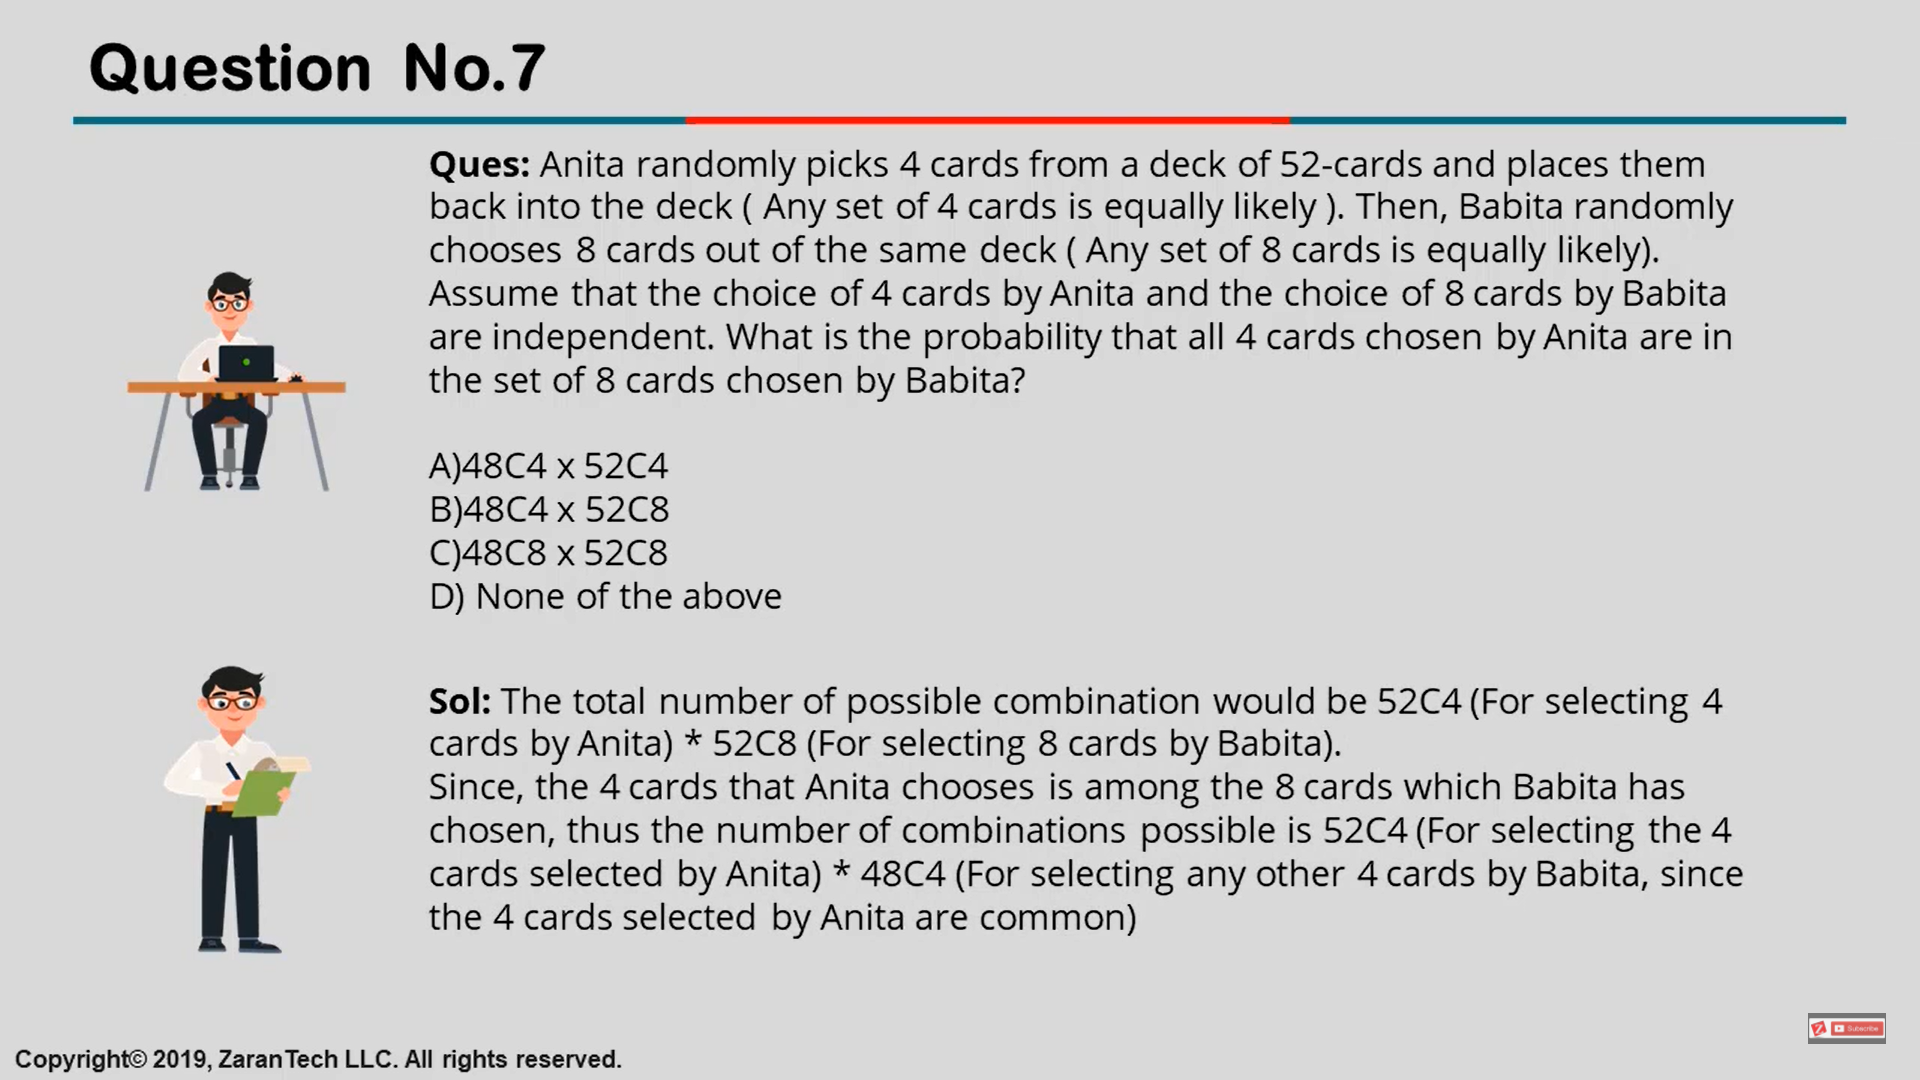 Question No.7
Ques: Anita randomly picks 4 cards from a deck of 52-cards and places them
back into the deck ( Any set of 4 cards is equally likely ). Then, Babita randomly
chooses 8 cards out of the same deck ( Any set of 8 cards is equally likely).
Assume that the choice of 4 cards by Anita and the choice of 8 cards by Babita
are independent. What is the probability that all 4 cards chosen by Anita are in
the set of 8 cards chosen by Babita?
A)48C4 x 52C4
B)48C4 x 52C8
C)48C8 x 52C8
D) None of the above
Sol: The total number of possible combination would be 52C4 (For selecting 4
cards by Anita) * 52C8 (For selecting 8 cards by Babita).
Since, the 4 cards that Anita chooses is among the 8 cards which Babita has
chosen, thus the number of combinations possible is 52C4 (For selecting the 4
cards selected by Anita) * 48C4 (For selecting any other 4 cards by Babita, since
the 4 cards selected by Anita are common)
Subscribe
Copyright© 2019, ZaranTech LLC. All rights reserved.